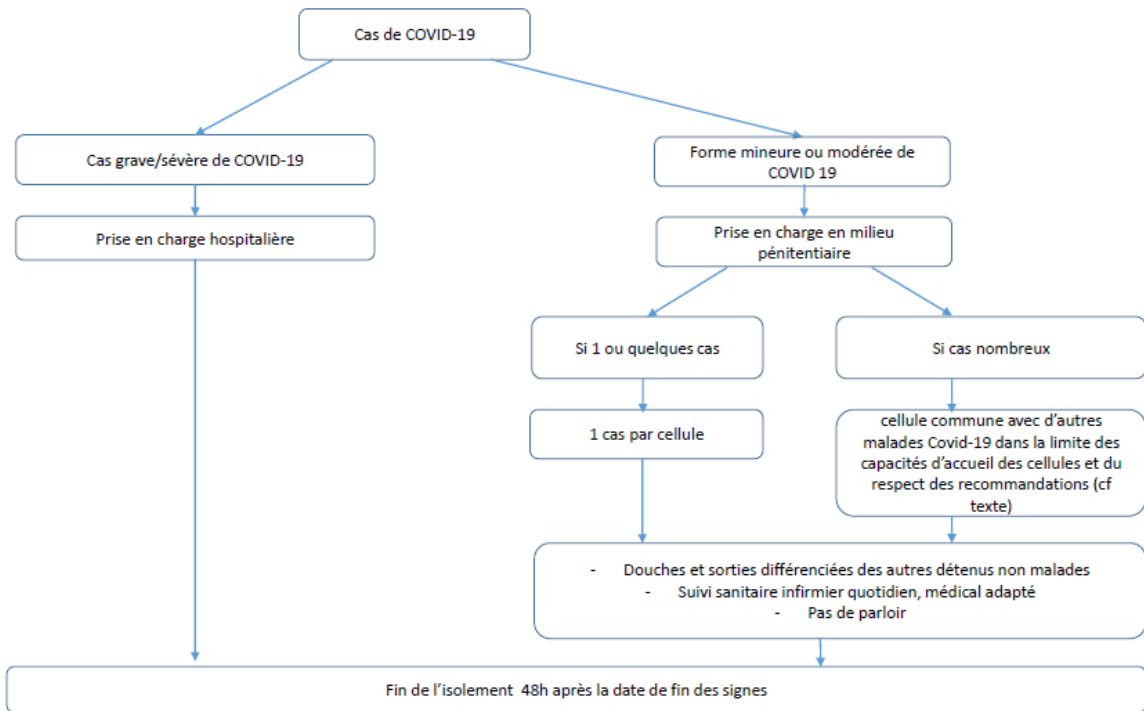 Cas de COVID-19
Cas grave/sévère de COVID-19
Forme mineure ou modérée de
COVID 19
Prise en charge hospitalière
Prise en charge en milieu
pénitentiaire
Si 1 ou quelques cas
Si cas nombreux
1 cas par cellule
cellule commune avec d'autres
malades Covid-19 dans la limite des
capacités d'accueil des cellules et du
respect des recommandations (cf
texte)
- Douches et sorties différenciées des autres détenus non malades
- Suivi sanitaire infirmier quotidien, médical adapté
- Pas de parloir
Fin de l'isolement 48h après la date de fin des signes